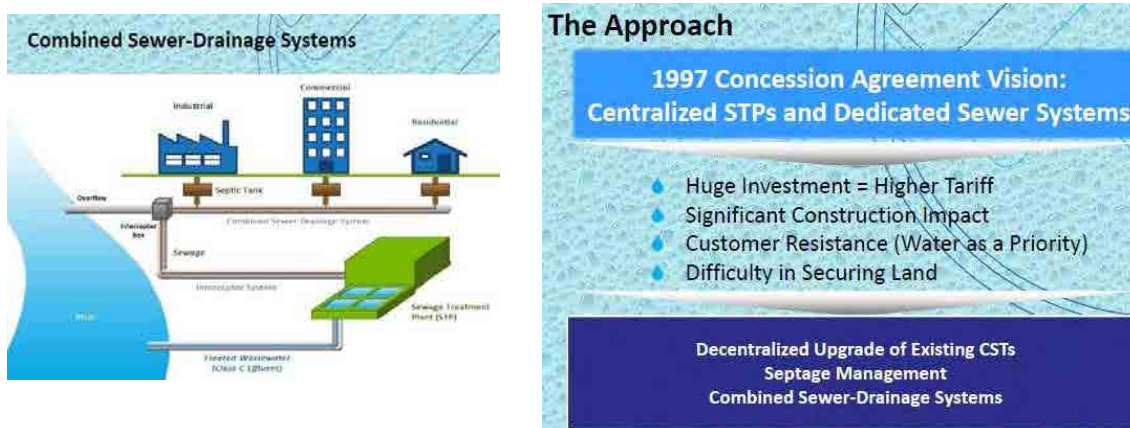 Combined Sewer-Drainage Systems
Industrial
Commercial
Residential
Septic Tank
Overflow
Combined Sewer-Drainage System
Interceptor
box
Sewage
Interceptor System
Sewage Treatment
Plant (STP)
River
Treated Wastewater
(Class C Effluent)
The Approach
1997 Concession Agreement Vision:
Centralized STPs and Dedicated Sewer Systems
Huge Investment = Higher Tariff
Significant Construction Impact
Customer Resistance (Water as a Priority)
Difficulty in Securing Land
Decentralized Upgrade of Existing CSTs
Septage Management
Combined Sewer-Drainage Systems